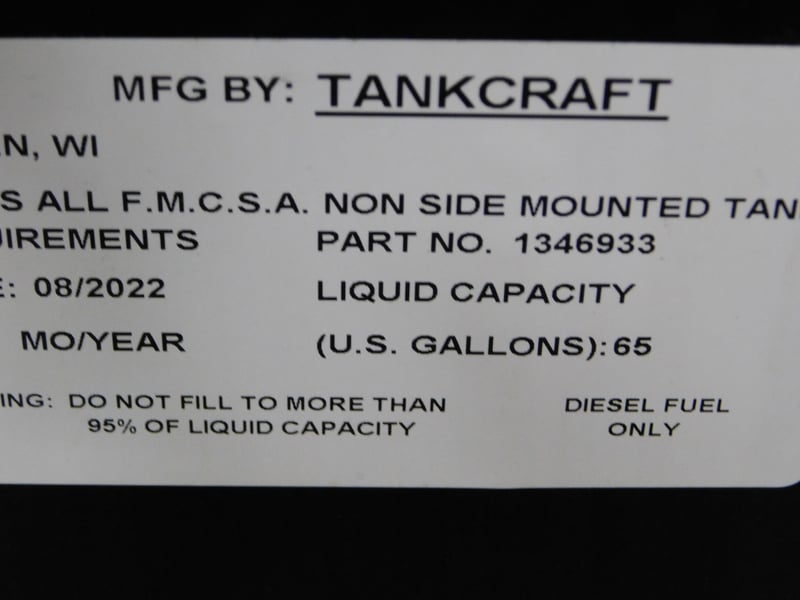 MFG BY: TANKCRAFT
N, WI
S ALL F.M.C.S.A. NON SIDE MOUNTED TAN
UIREMENTS PART NO. 1346933
E: 08/2022 LIQUID CAPACITY
MO/YEAR (U.S. GALLONS): 65
ING: DO NOT FILL TO MORE THAN DIESEL FUEL
95% OF LIQUID CAPACITY ONLY